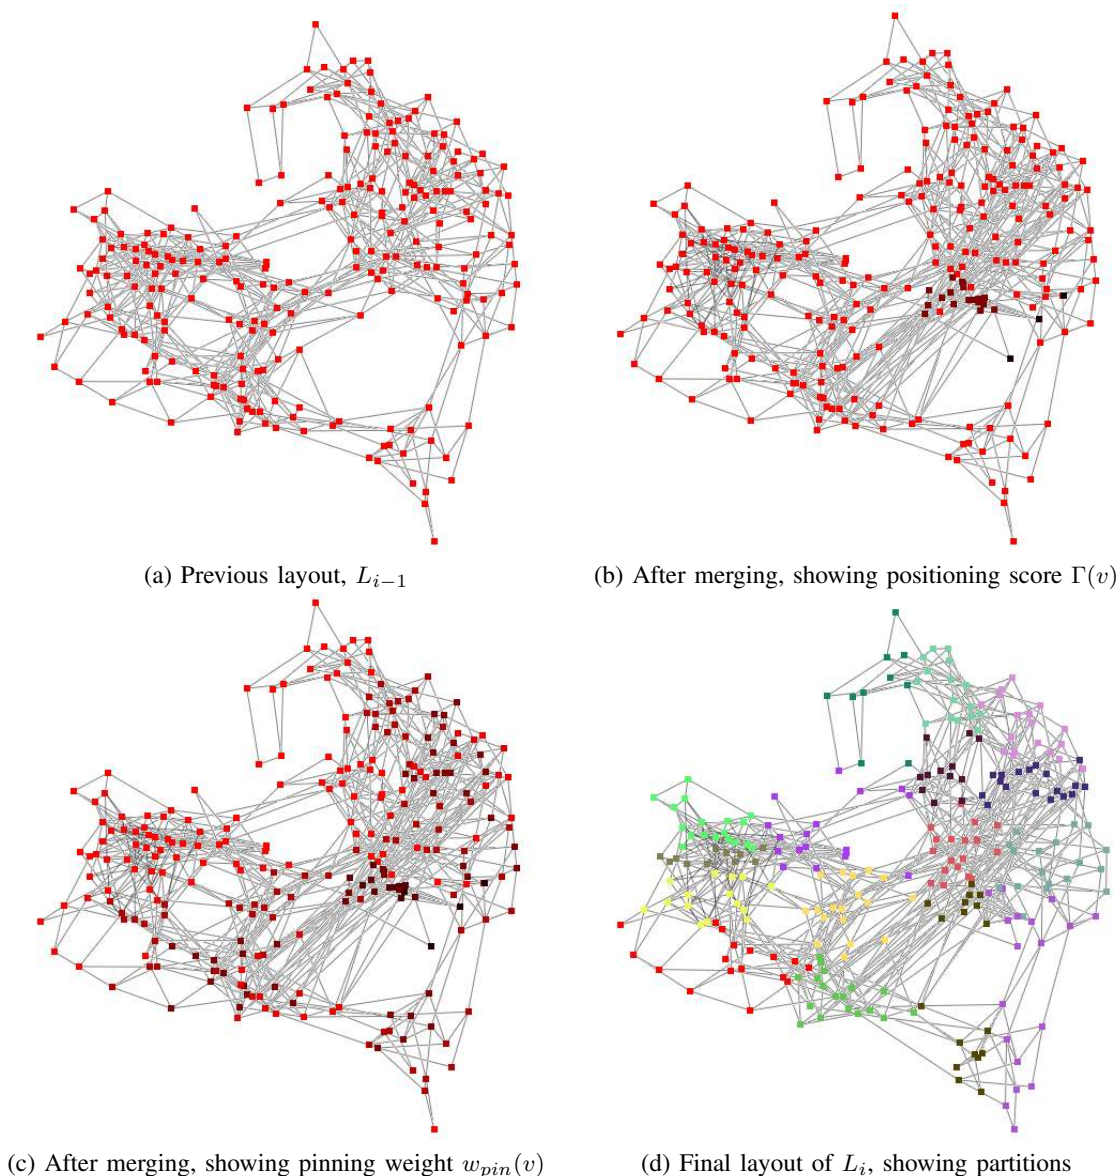 (a) Previous layout, $L_{i-1}$
(b) After merging, showing positioning score $\Gamma(v)$
(c) After merging, showing pinning weight $w_{pin}(v)$
(d) Final layout of $L_i$, showing partitions